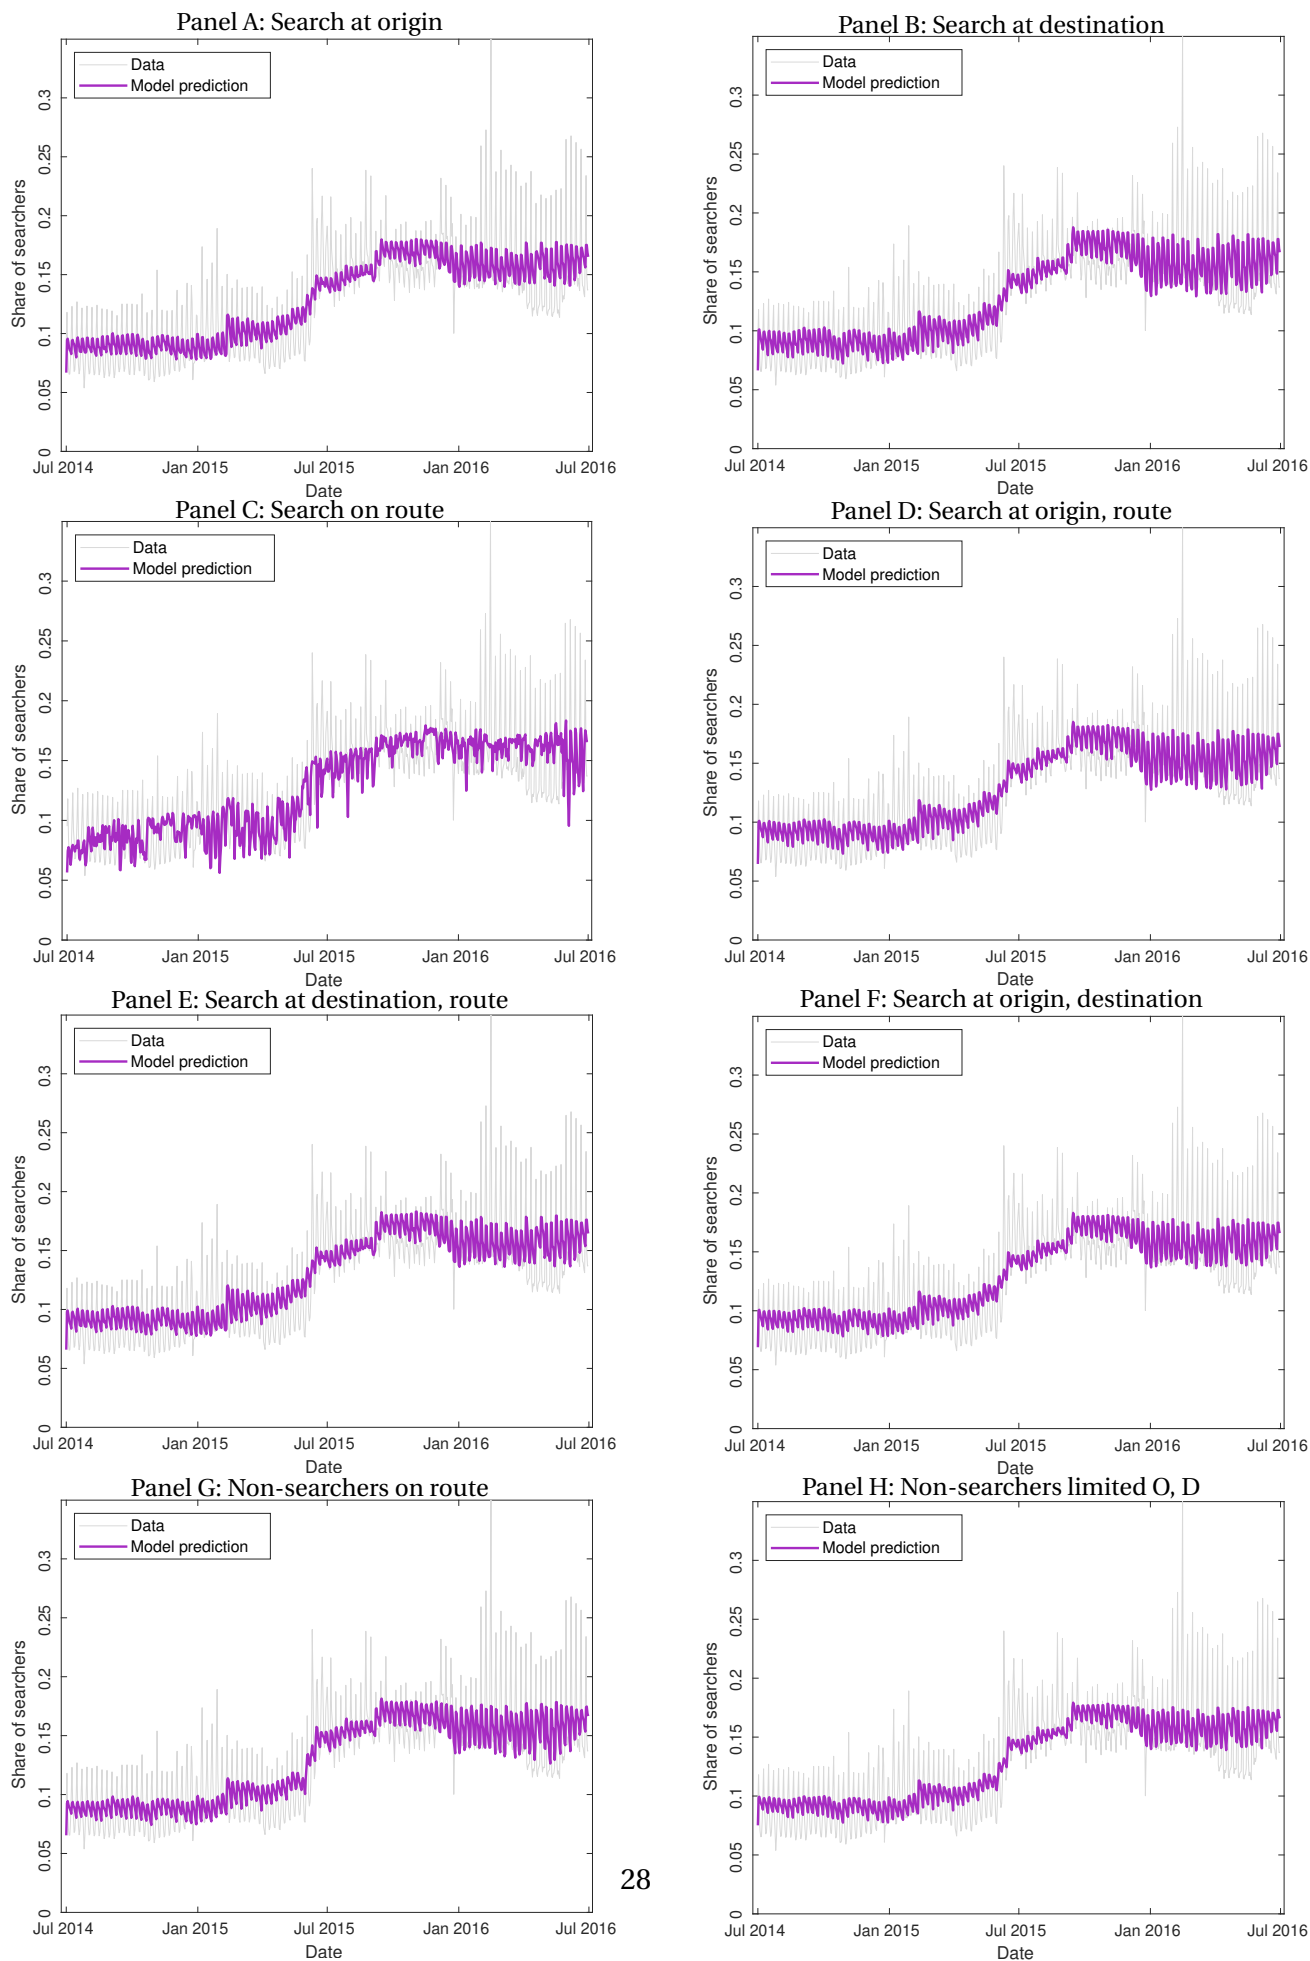 Panel A: Search at origin
Data
Model prediction
Share of searchers
0.3
0.25
0.2
0.15
0.1
0.05
0
Jul 2014 Jan 2015 Jul 2015 Jan 2016 Jul 2016
Date
Panel B: Search at destination
Data
Model prediction
Share of searchers
0.3
0.25
0.2
0.15
0.1
0.05
0
Jul 2014 Jan 2015 Jul 2015 Jan 2016 Jul 2016
Date
Panel C: Search on route
Data
Model prediction
Share of searchers
0.3
0.25
0.2
0.15
0.1
0.05
0
Jul 2014 Jan 2015 Jul 2015 Jan 2016 Jul 2016
Date
Panel D: Search at origin, route
Data
Model prediction
Share of searchers
0.3
0.25
0.2
0.15
0.1
0.05
0
Jul 2014 Jan 2015 Jul 2015 Jan 2016 Jul 2016
Date
Panel E: Search at destination, route
Data
Model prediction
Share of searchers
0.3
0.25
0.2
0.15
0.1
0.05
0
Jul 2014 Jan 2015 Jul 2015 Jan 2016 Jul 2016
Date
Panel F: Search at origin, destination
Data
Model prediction
Share of searchers
0.3
0.25
0.2
0.15
0.1
0.05
0
Jul 2014 Jan 2015 Jul 2015 Jan 2016 Jul 2016
Date
Panel G: Non-searchers on route
Data
Model prediction
Share of searchers
0.3
0.25
0.2
0.15
0.1
0.05
0
Jul 2014 Jan 2015 Jul 2015 Jan 2016 Jul 2016
Date
Panel H: Non-searchers limited O, D
Data
Model prediction
Share of searchers
0.3
0.25
0.2
0.15
0.1
0.05
0
Jul 2014 Jan 2015 Jul 2015 Jan 2016 Jul 2016
Date
28